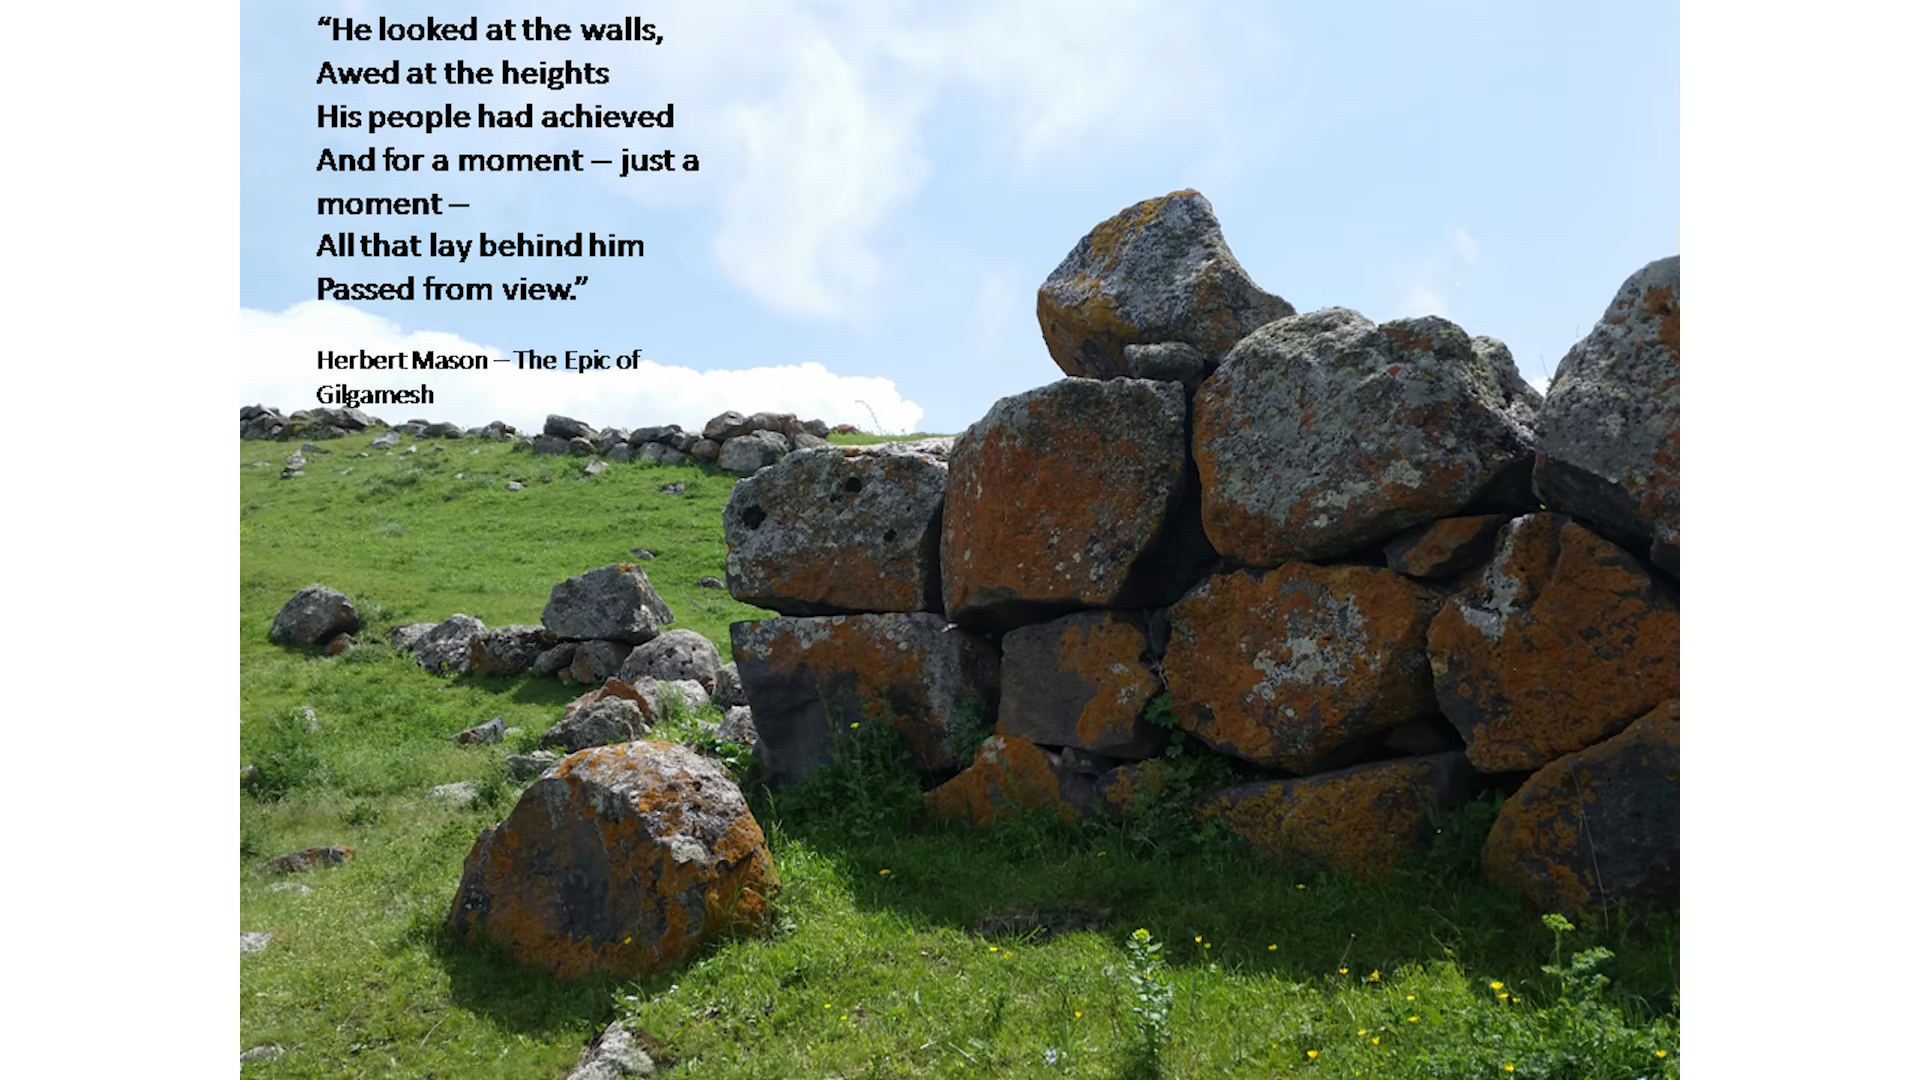 “He looked at the walls,
Awed at the heights
His people had achieved
And for a moment – just a
moment –
All that lay behind him
Passed from view.”
Herbert Mason – The Epic of
Gilgamesh